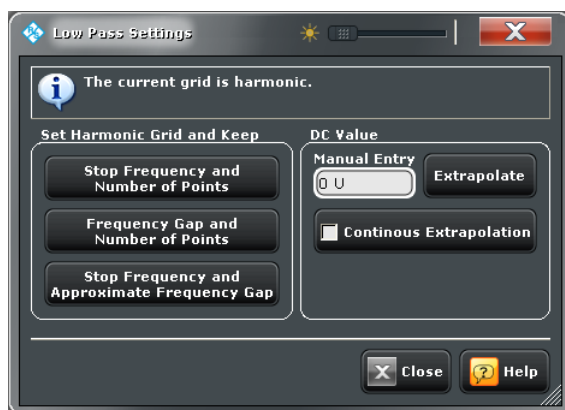 Low Pass Settings
The current grid is harmonic.
Set Harmonic Grid and Keep
Stop Frequency and
Number of Points
Frequency Gap and
Number of Points
Stop Frequency and
Approximate Frequency Gap
DC Value
Manual Entry
0 U
Extrapolate
Continous Extrapolation
Close
Help